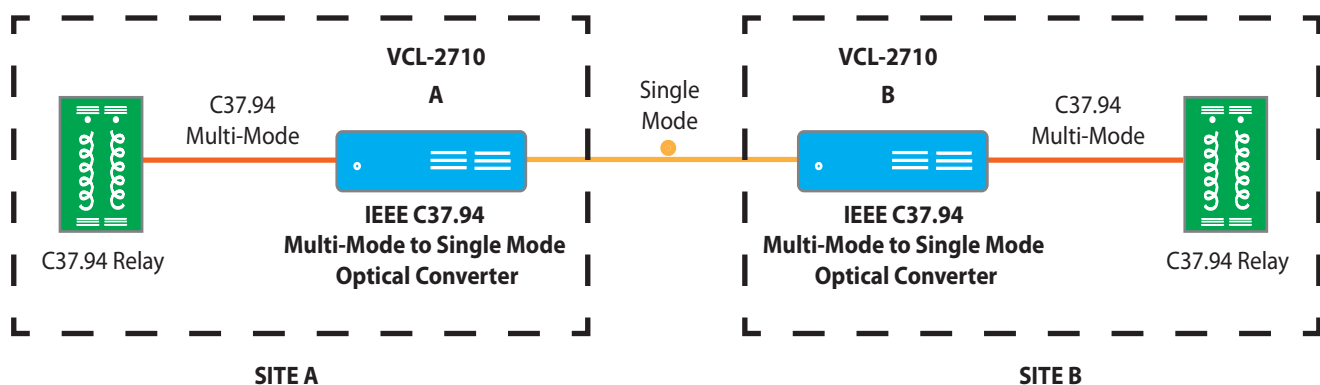 VCL-2710
A
C37.94
Multi-Mode
IEEE C37.94
Multi-Mode to Single Mode
Optical Converter
C37.94 Relay
SITE A
Single
Mode
VCL-2710
B
C37.94
Multi-Mode
IEEE C37.94
Multi-Mode to Single Mode
Optical Converter
C37.94 Relay
SITE B